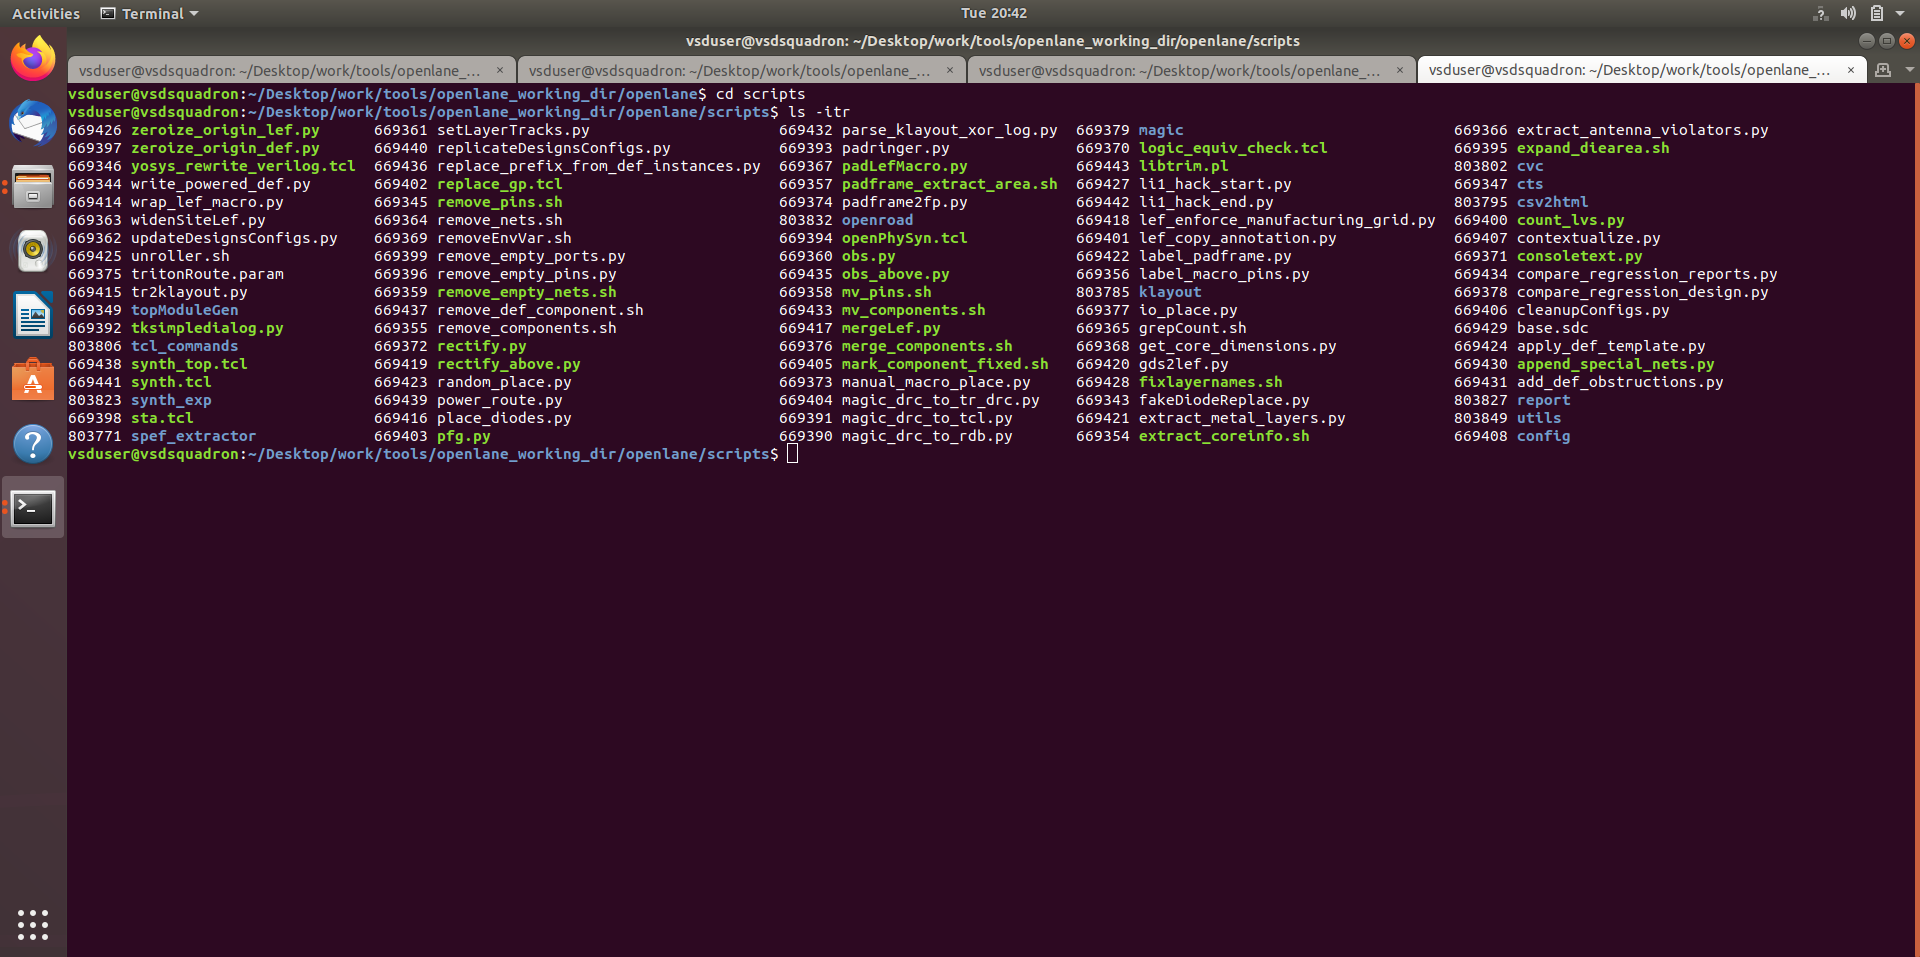 Activities Terminal Tue 20:42
vsduser@vsdsquadron: ~/Desktop/work/tools/openlane_working_dir/openlane/scripts
vsduser@vsdsquadron: ~/Desktop/work/tools/openlane_... × vsduser@vsdsquadron: ~/Desktop/work/tools/openlane_... × vsduser@vsdsquadron: ~/Desktop/work/tools/openlane_... × vsduser@vsdsquadron: ~/Desktop/work/tools/openlane_... ×
vsduser@vsdsquadron:~/Desktop/work/tools/openlane_working_dir/openlane$ cd scripts
vsduser@vsdsquadron:~/Desktop/work/tools/openlane_working_dir/openlane/scripts$ ls -itr
669426 zeroize_origin_lef.py 669361 setLayerTracks.py 669432 parse_klayout_xor_log.py 669379 magic 669366 extract_antenna_violators.py
669397 zeroize_origin_def.py 669440 replicateDesignsConfigs.py 669393 padringer.py 669370 logic_equiv_check.tcl 669395 expand_diearea.sh
669346 yosys_rewrite_verilog.tcl 669436 replace_prefix_from_def_instances.py 669367 padLefMacro.py 669443 libtrim.pl 803802 cvc
669344 write_powered_def.py 669402 replace_gp.tcl 669357 padframe_extract_area.sh 669427 li1_hack_start.py 669347 cts
669414 wrap_lef_macro.py 669345 remove_pins.sh 669374 padframe2fp.py 669442 li1_hack_end.py 803795 csv2html
669363 widenSiteLef.py 669364 remove_nets.sh 803832 openroad 669418 lef_enforce_manufacturing_grid.py 669400 count_lvs.py
669362 updateDesignsConfigs.py 669369 removeEnvVar.sh 669394 openPhySyn.tcl 669401 lef_copy_annotation.py 669407 contextualize.py
669425 unroller.sh 669399 remove_empty_ports.py 669360 obs.py 669422 label_padframe.py 669371 consoletext.py
669375 tritonRoute.param 669396 remove_empty_pins.py 669435 obs_above.py 669356 label_macro_pins.py 669434 compare_regression_reports.py
669415 tr2klayout.py 669359 remove_empty_nets.sh 669358 mv_pins.sh 803785 klayout 669378 compare_regression_design.py
669349 topModuleGen 669437 remove_def_component.sh 669433 mv_components.sh 669377 io_place.py 669406 cleanupConfigs.py
669392 tksimpledialog.py 669355 remove_components.sh 669417 mergeLef.py 669365 grepCount.sh 669429 base.sdc
803806 tcl_commands 669372 rectify.py 669376 merge_components.sh 669368 get_core_dimensions.py 669424 apply_def_template.py
669438 synth_top.tcl 669419 rectify_above.py 669405 mark_component_fixed.sh 669420 gds2lef.py 669430 append_special_nets.py
669441 synth.tcl 669423 random_place.py 669373 manual_macro_place.py 669428 fixlayernames.sh 669431 add_def_obstructions.py
803823 synth_exp 669439 power_route.py 669404 magic_drc_to_tr_drc.py 669343 fakeDiodeReplace.py 803827 report
669398 sta.tcl 669416 place_diodes.py 669391 magic_drc_to_tcl.py 669421 extract_metal_layers.py 803849 utils
803771 spef_extractor 669403 pfg.py 669390 magic_drc_to_rdb.py 669354 extract_coreinfo.sh 669408 config
vsduser@vsdsquadron:~/Desktop/work/tools/openlane_working_dir/openlane/scripts$